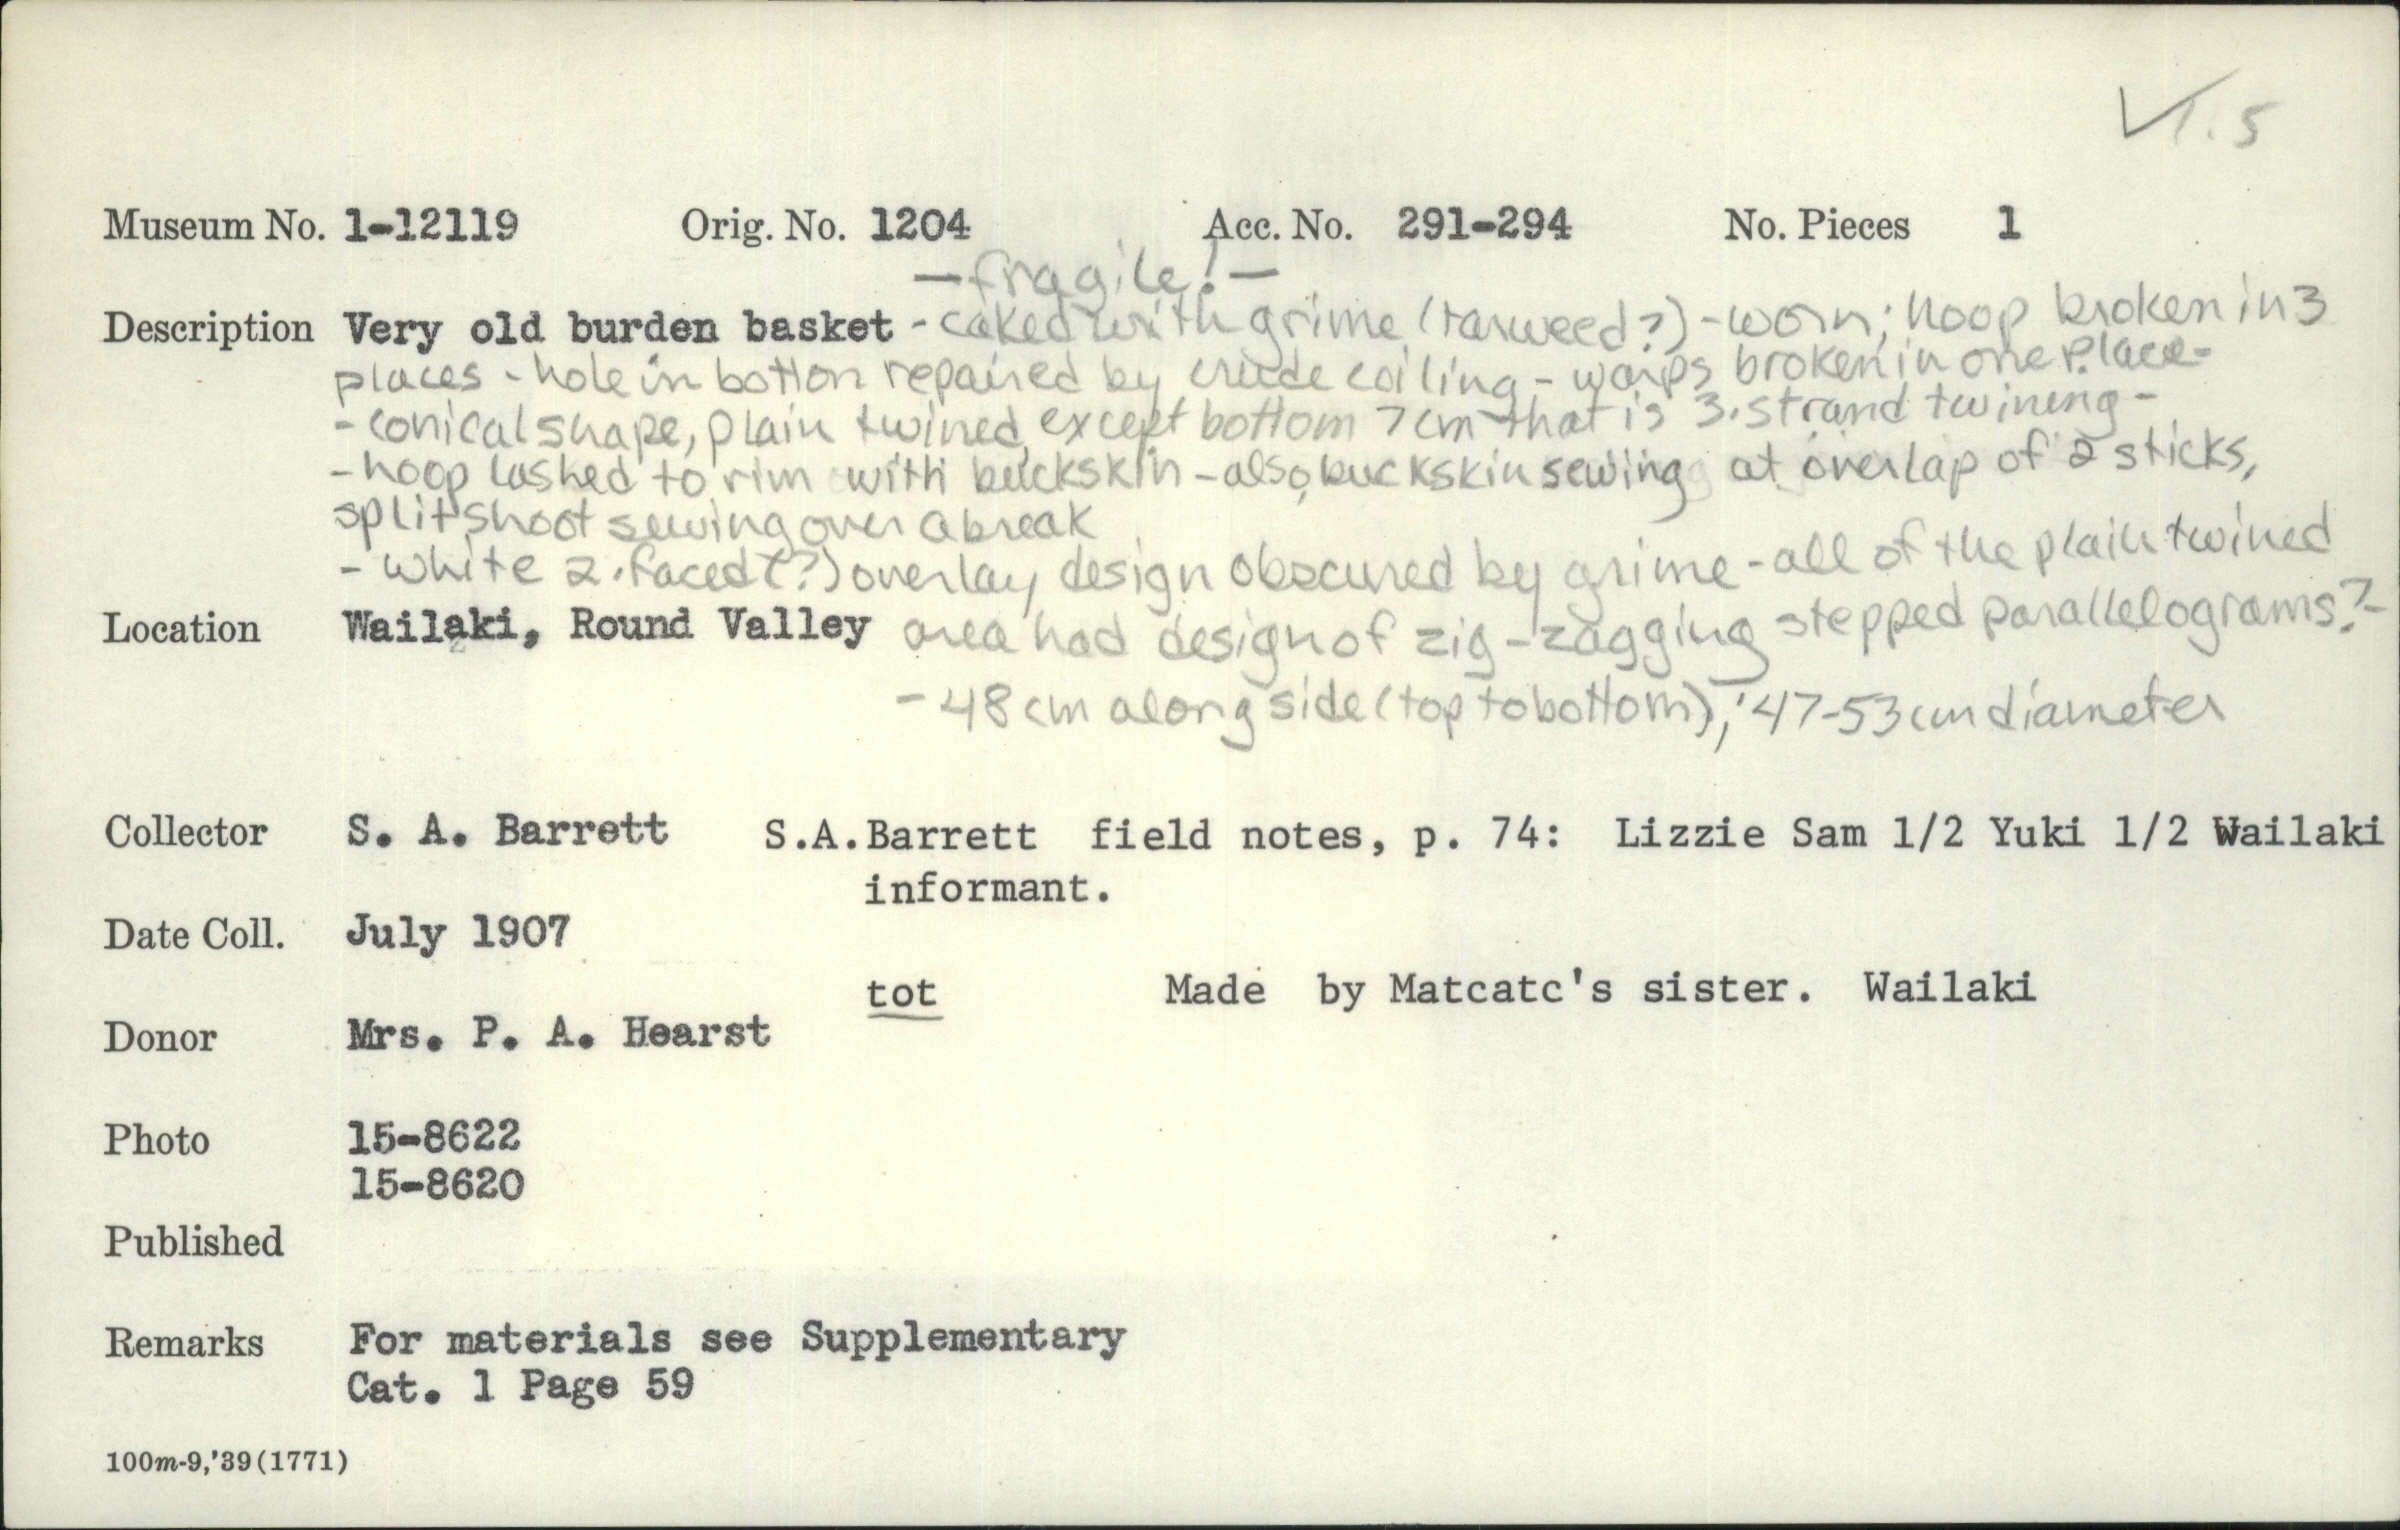 √ 1.5
Museum No. 1-12119 Orig. No. 1204 Acc. No. 291-294 No. Pieces 1
- fragile! -
Description Very old burden basket - caked with grime (tarweed?) - worn; hoop broken in 3
places - hole in bottom repaired by crude coiling - warps broken in one place -
- conical shape, plain twined, except bottom 7cm that is 3-strand twining -
- hoop lashed to rim with buckskin - also, buckskin sewing at overlap of 2 sticks,
split shoot sewing over a break
- white 2-faced (?) overlay design obscured by grime - all of the plain twined
Location Wailaki, Round Valley area had design of zig-zagging stepped parallelograms? -
- 48 cm along side (top to bottom), 47-53 cm diameter
Collector S. A. Barrett S.A.Barrett field notes, p. 74: Lizzie Sam 1/2 Yuki 1/2 Wailaki
informant.
Date Coll. July 1907
tot Made by Matcatc's sister. Wailaki
Donor Mrs. P. A. Hearst
Photo 15-8622
15-8620
Published
Remarks For materials see Supplementary
Cat. 1 Page 59
100m-9,'39(1771)